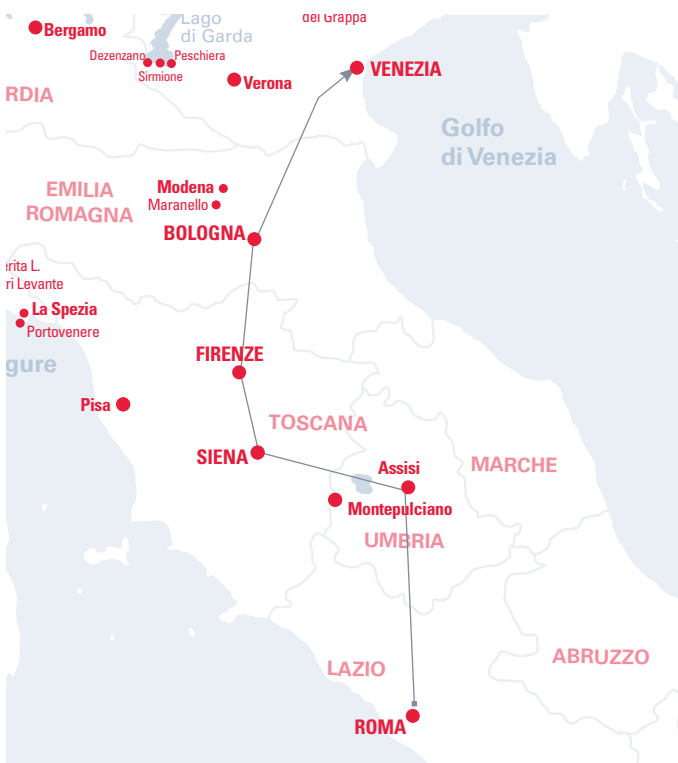 del Grappa
Lago
di Garda
Bergamo
Dezenzano
Peschiera
Sirmione
Verona
VENEZIA
RDIA
Golfo
di Venezia
EMILIA
ROMAGNA
Modena
Maranello
BOLOGNA
erita L.
ri Levante
La Spezia
Portovenere
gure
FIRENZE
Pisa
TOSCANA
SIENA
MARCHE
Assisi
Montepulciano
UMBRIA
LAZIO
ABRUZZO
ROMA